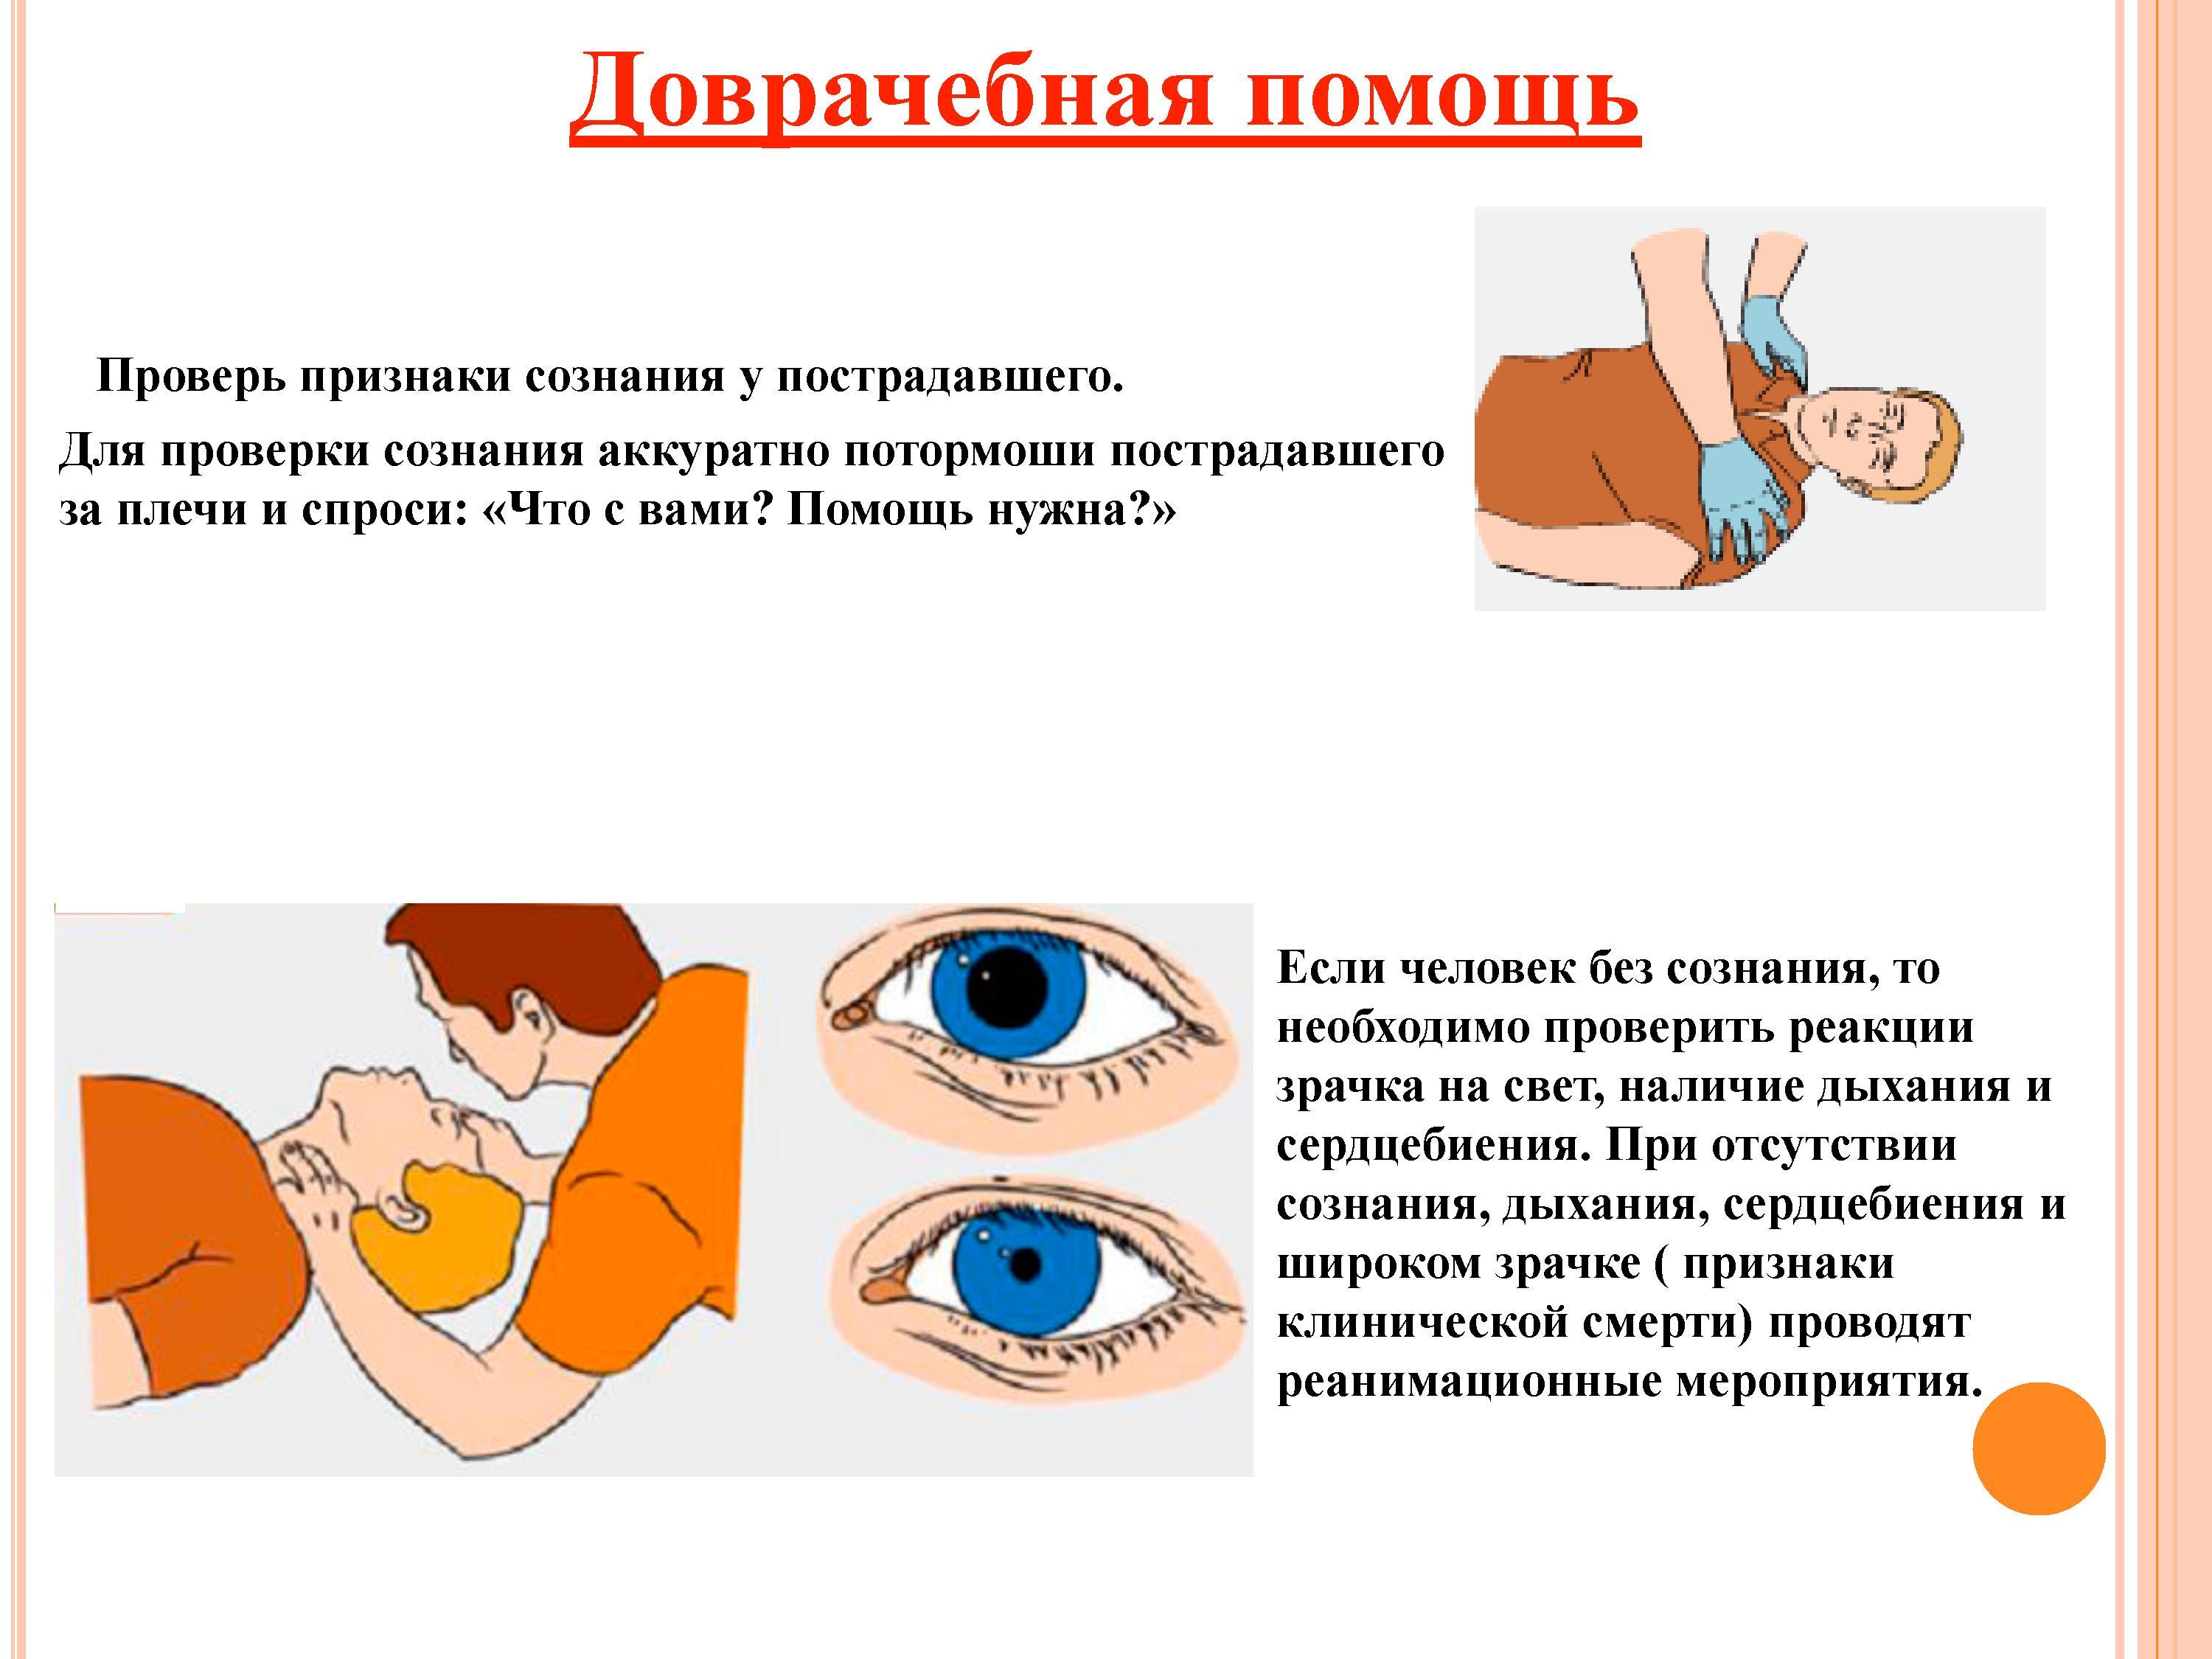 Доврачебная помощь
Проверь признаки сознания у пострадавшего.
Для проверки сознания аккуратно потормоши пострадавшего
за плечи и спроси: «Что с вами? Помощь нужна?»
Если человек без сознания, то
необходимо проверить реакции
зрачка на свет, наличие дыхания и
сердцебиения. При отсутствии
сознания, дыхания, сердцебиения и
широком зрачке ( признаки
клинической смерти) проводят
реанимационные мероприятия.